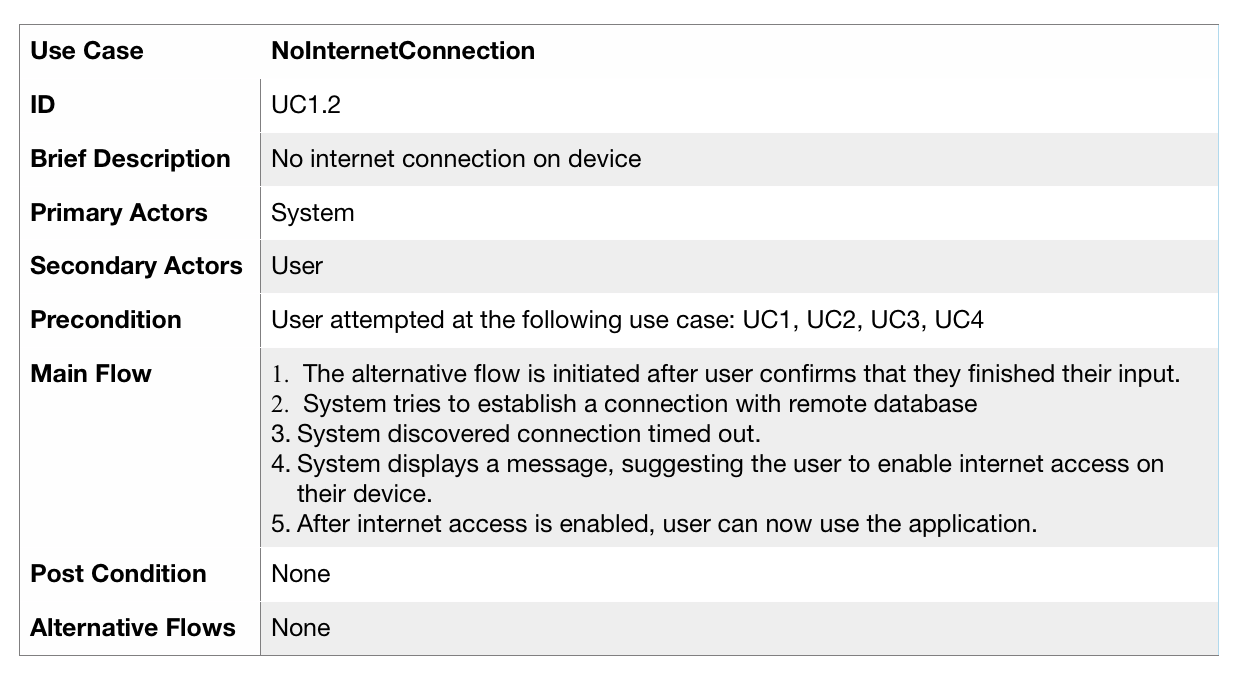 Use Case NoInternetConnection
ID UC1.2
Brief Description No internet connection on device
Primary Actors System
Secondary Actors User
Precondition User attempted at the following use case: UC1, UC2, UC3, UC4
Main Flow 1. The alternative flow is initiated after user confirms that they finished their input.
2. System tries to establish a connection with remote database
3. System discovered connection timed out.
4. System displays a message, suggesting the user to enable internet access on
their device.
5. After internet access is enabled, user can now use the application.
Post Condition None
Alternative Flows None